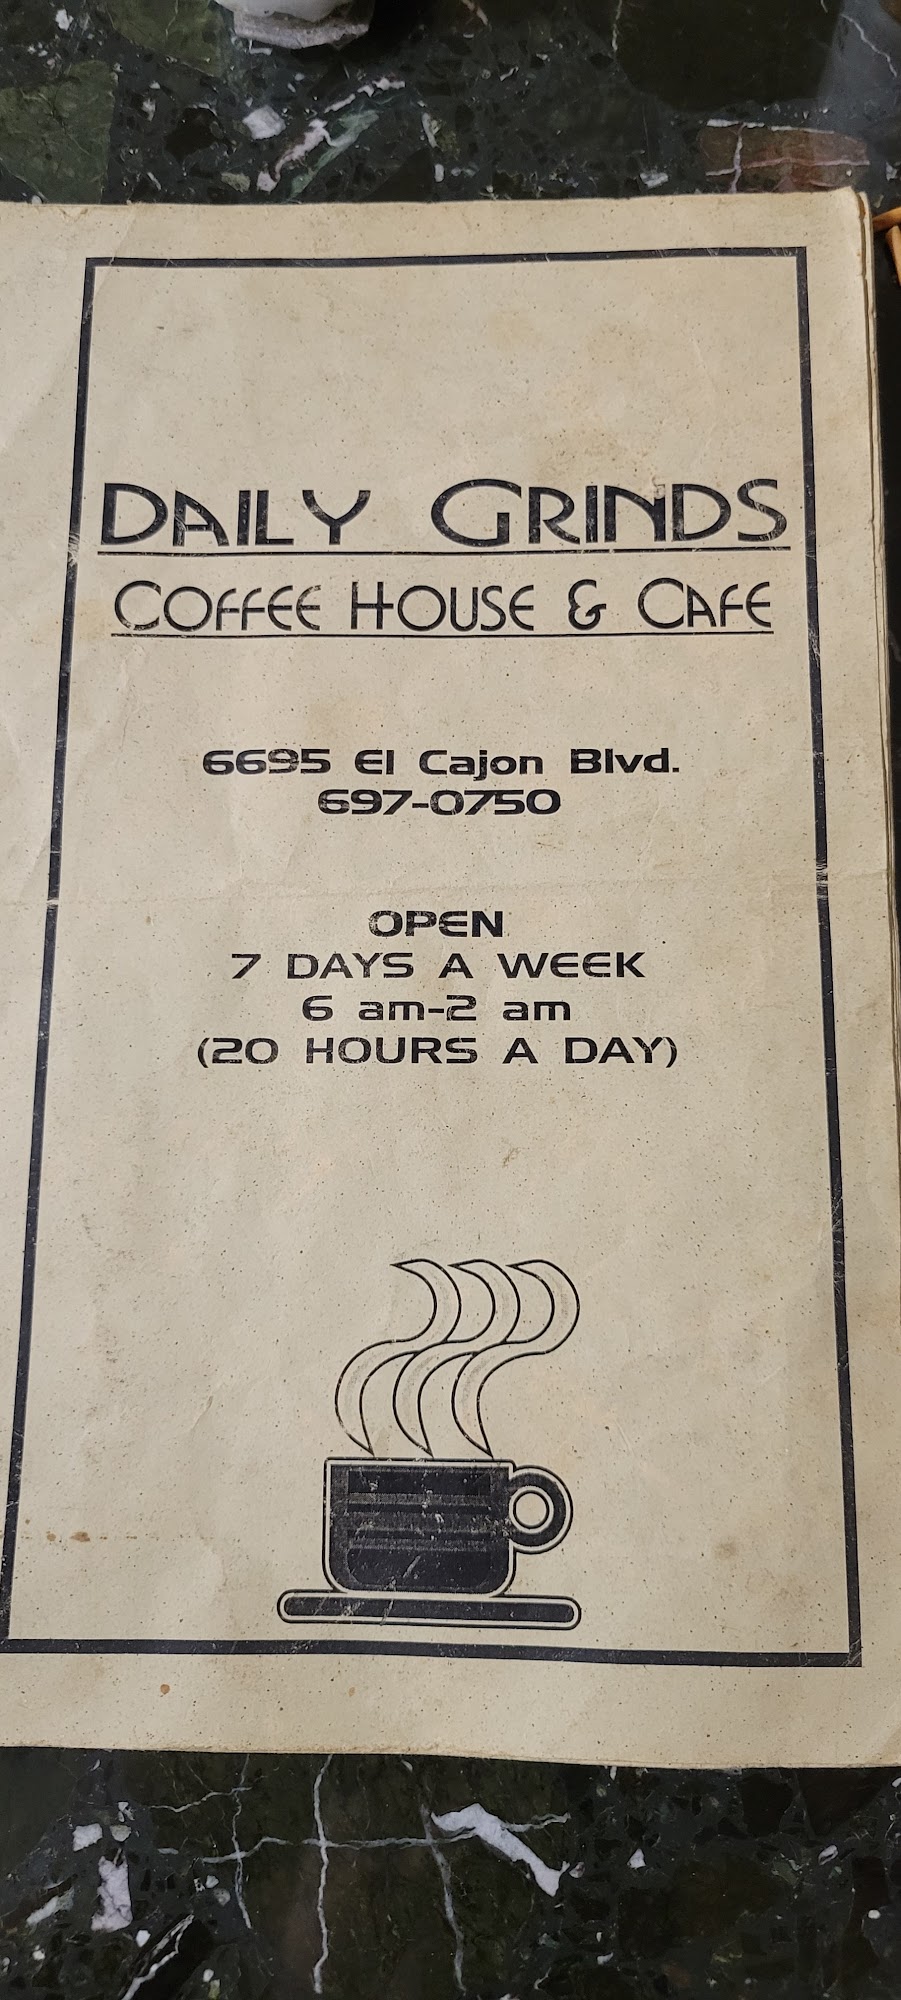 DAILY GRINDS
COFFEE HOUSE & CAFE
6695 El Cajon Blvd.
697-0750
OPEN
7 DAYS A WEEK
6 am-2 am
(20 HOURS A DAY)